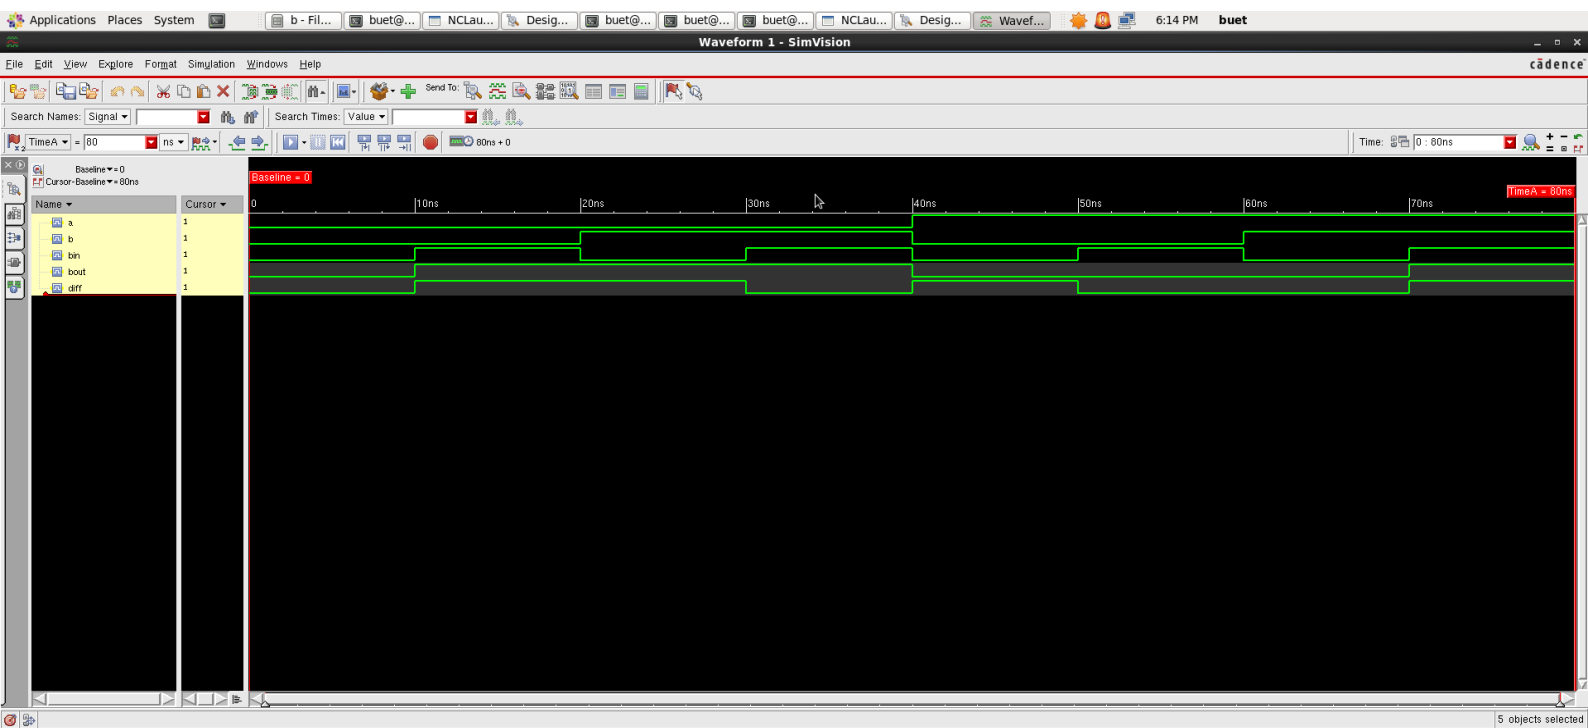 Applications Places System b - Fil... buet@... NCLau... Desig... buet@... buet@... buet@... NCLau... Desig... Wavef... 6:14 PM buet
Waveform 1 - SimVision
File Edit View Explore Format Simulation Windows Help cādence
Send To:
Search Names: Signal Search Times: Value
TimeA = 80 ns 80ns + 0 Time: 0 : 80ns
Baseline = 0
Cursor-Baseline = 80ns
Baseline = 0
TimeA = 80ns
Name Cursor 0 10ns 20ns 30ns 40ns 50ns 60ns 70ns
a 1
b 1
bin 1
bout 1
diff 1
5 objects selected